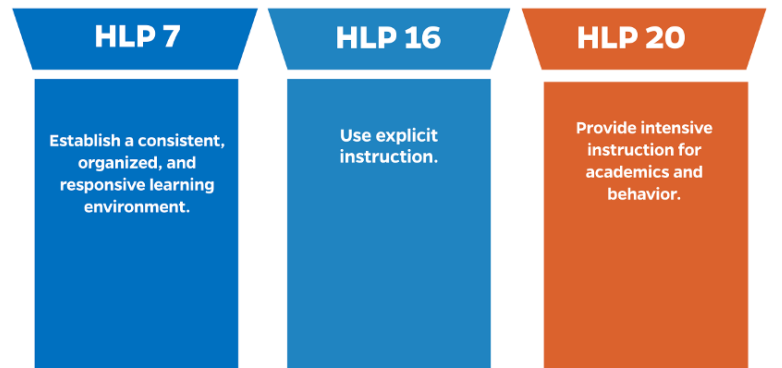 HLP 7
Establish a consistent,
organized, and
responsive learning
environment.
HLP 16
Use explicit
instruction.
HLP 20
Provide intensive
instruction for
academics and
behavior.